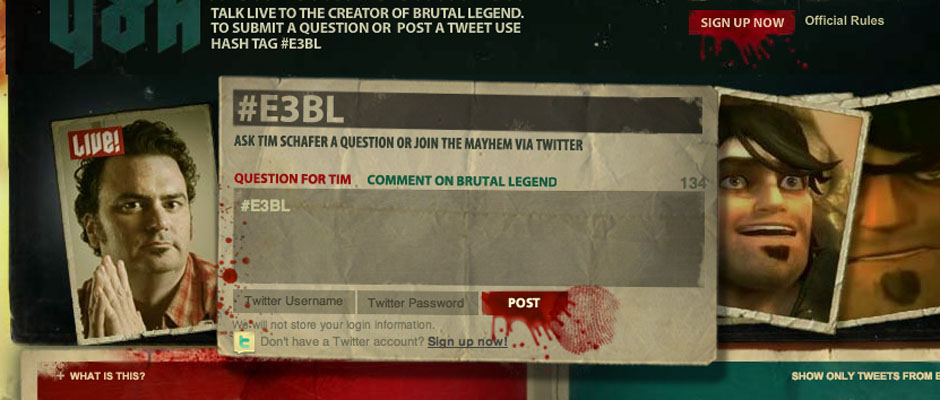 Q&A
TALK LIVE TO THE CREATOR OF BRUTAL LEGEND.
TO SUBMIT A QUESTION OR POST A TWEET USE
HASH TAG #E3BL
SIGN UP NOW
Official Rules
LIVE!
#E3BL
ASK TIM SCHAFER A QUESTION OR JOIN THE MAYHEM VIA TWITTER
QUESTION FOR TIM COMMENT ON BRUTAL LEGEND 134
#E3BL
Twitter Username Twitter Password POST
We will not store your login information.
Don't have a Twitter account? Sign up now!
+ WHAT IS THIS?
SHOW ONLY TWEETS FROM